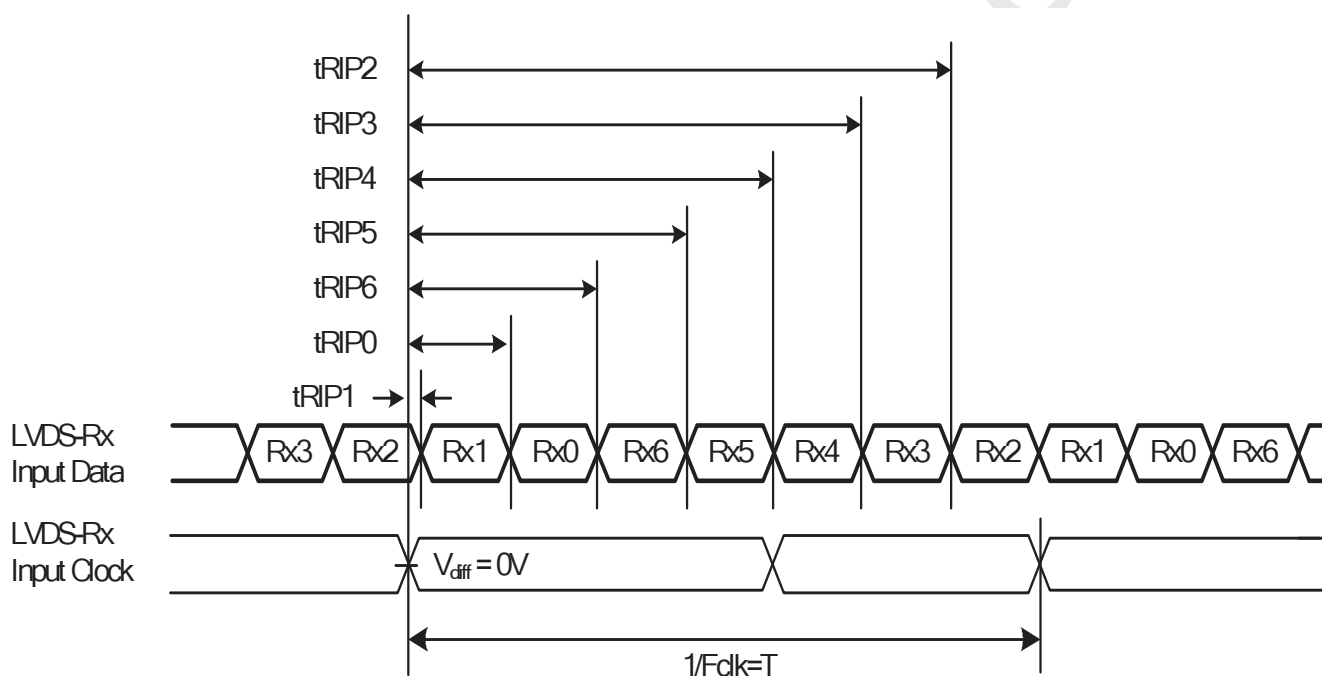 tRIP2
tRIP3
tRIP4
tRIP5
tRIP6
tRIP0
tRIP1
LVDS-Rx
Input Data
Rx3 Rx2 Rx1 Rx0 Rx6 Rx5 Rx4 Rx3 Rx2 Rx1 Rx0 Rx6
LVDS-Rx
Input Clock
Vdiff = 0V
1/Fclk=T